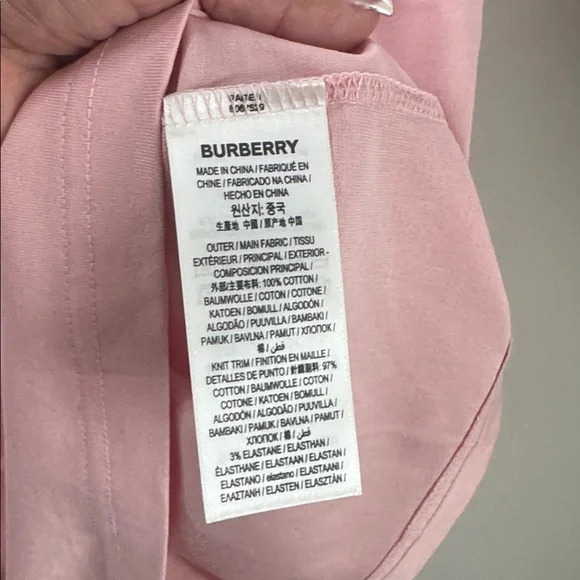 BURBERRY
MADE IN CHINA / FABRIQUÉ EN
CHINE / FABRICADO NA CHINA /
HECHO EN CHINA
원산지: 중국
生產地 中國 / 原产地 中国
OUTER / MAIN FABRIC / TISSU
EXTÉRIEUR / PRINCIPAL / EXTERIOR -
COMPOSICION PRINCIPAL /
外部/主要布料: 100% COTTON /
BAUMWOLLE / COTON / COTONE /
KATOEN / BOMULL / ALGODÓN /
ALGODÃO / PUUVILLA / BAMBAKI /
PAMUK / BAVLNA / PAMUT / ХЛОПОК /
棉 / قطن /
KNIT TRIM / FINITION EN MAILLE /
DETALLES DE PUNTO / 針織副料: 97%
COTTON / BAUMWOLLE / COTON /
COTONE / KATOEN / BOMULL /
ALGODÓN / ALGODÃO / PUUVILLA /
BAMBAKI / PAMUK / BAVLNA / PAMUT /
ХЛОПОК / 棉 / قطن /
3% ELASTANE / ELASTHAN /
ÉLASTHANE / ELASTAAN / ELASTAN /
ELASTANO / elastano / ELASTAANI /
ΕΛΑΣΤΑΝΗ / ELASTEN / ELASZTÁN /